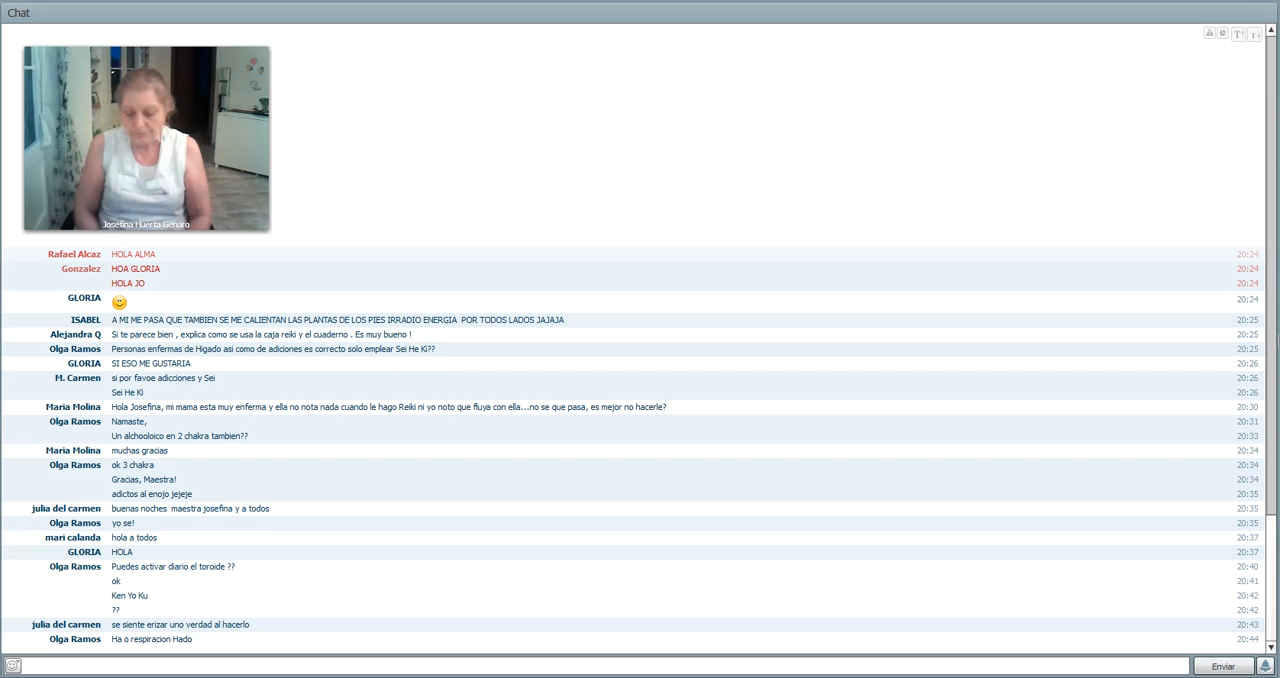 Chat
Josefina Huerta Genaro
Rafael Alcaz HOLA ALMA 20:24
Gonzalez HOA GLORIA 20:24
HOLA JO 20:24
GLORIA 20:24
ISABEL A MI ME PASA QUE TAMBIEN SE ME CALIENTAN LAS PLANTAS DE LOS PIES IRRADIO ENERGIA POR TODOS LADOS JAJAJA 20:25
Alejandra Q Si te parece bien , explica como se usa la caja reiki y el cuaderno . Es muy bueno ! 20:25
Olga Ramos Personas enfermas de Higado asi como de adiciones es correcto solo emplear Sei He Ki?? 20:25
GLORIA SI ESO ME GUSTARIA 20:26
M. Carmen si por favoe adicciones y Sei 20:26
Sei He Ki 20:26
Maria Molina Hola Josefina, mi mama esta muy enferma y ella no nota nada cuando le hago Reiki ni yo noto que fluya con ella...no se que pasa, es mejor no hacerle? 20:30
Olga Ramos Namaste, 20:31
Un alchooloico en 2 chakra tambien?? 20:33
Maria Molina muchas gracias 20:34
Olga Ramos ok 3 chakra 20:34
Gracias, Maestra! 20:34
adictos al enojo jejeje 20:35
julia del carmen buenas noches maestra josefina y a todos 20:35
Olga Ramos yo se! 20:35
mari calanda hola a todos 20:37
GLORIA HOLA 20:37
Olga Ramos Puedes activar diario el toroide ?? 20:40
ok 20:41
Ken Yo Ku 20:42
?? 20:42
julia del carmen se siente erizar uno verdad al hacerlo 20:43
Olga Ramos Ha o respiracion Hado 20:44
Enviar